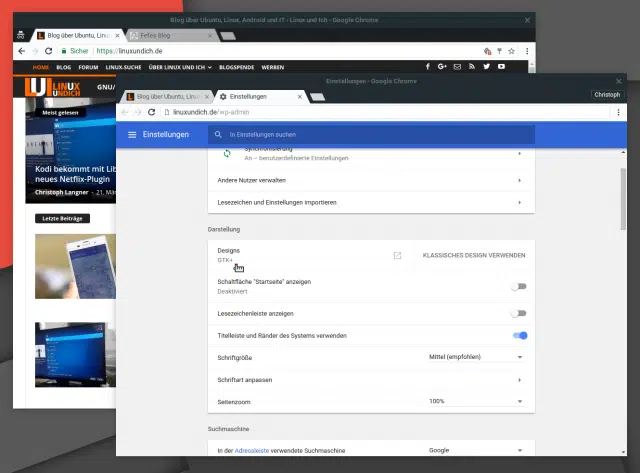 Blog über Ubuntu, Linux, Android und IT - Linux und Ich - Google Chrome
Blog über Ubuntu, Linux
Fefes Blog
Sicher
https://linuxundich.de
HOME BLOG FORUM LINUX-SUCHE ÜBER LINUX UND ICH BLOGSPENDE WERBEN
LINUX
UNDICH
GNU/
Meist gelesen
Kodi bekommt mit Lib
neues Netflix-Plugin
Christoph Langner - 21. Mär
Letzte Beiträge
Einstellungen - Google Chrome
Blog über Ubuntu, Linux
Einstellungen
Christoph
linuxundich.de/wp-admin
Einstellungen
In Einstellungen suchen
Synchronisierung
An – benutzerdefinierte Einstellungen
Andere Nutzer verwalten
Lesezeichen und Einstellungen importieren
Darstellung
Designs
GTK+
KLASSISCHES DESIGN VERWENDEN
Schaltfläche "Startseite" anzeigen
Deaktiviert
Lesezeichenleiste anzeigen
Titelleiste und Ränder des Systems verwenden
Schriftgröße
Mittel (empfohlen)
Schriftart anpassen
Seitenzoom
100%
Suchmaschine
In der Adressleiste verwendete Suchmaschine
Google